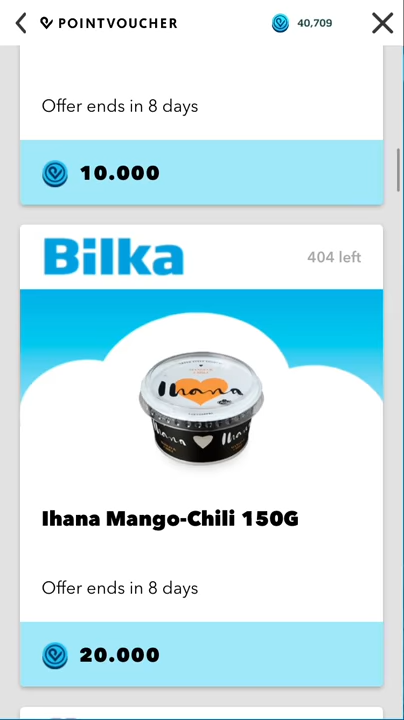 POINTVOUCHER
40,709
Offer ends in 8 days
10.000
Bilka
404 left
Ihana
Ihana
Ihana Mango-Chili 150G
Offer ends in 8 days
20.000